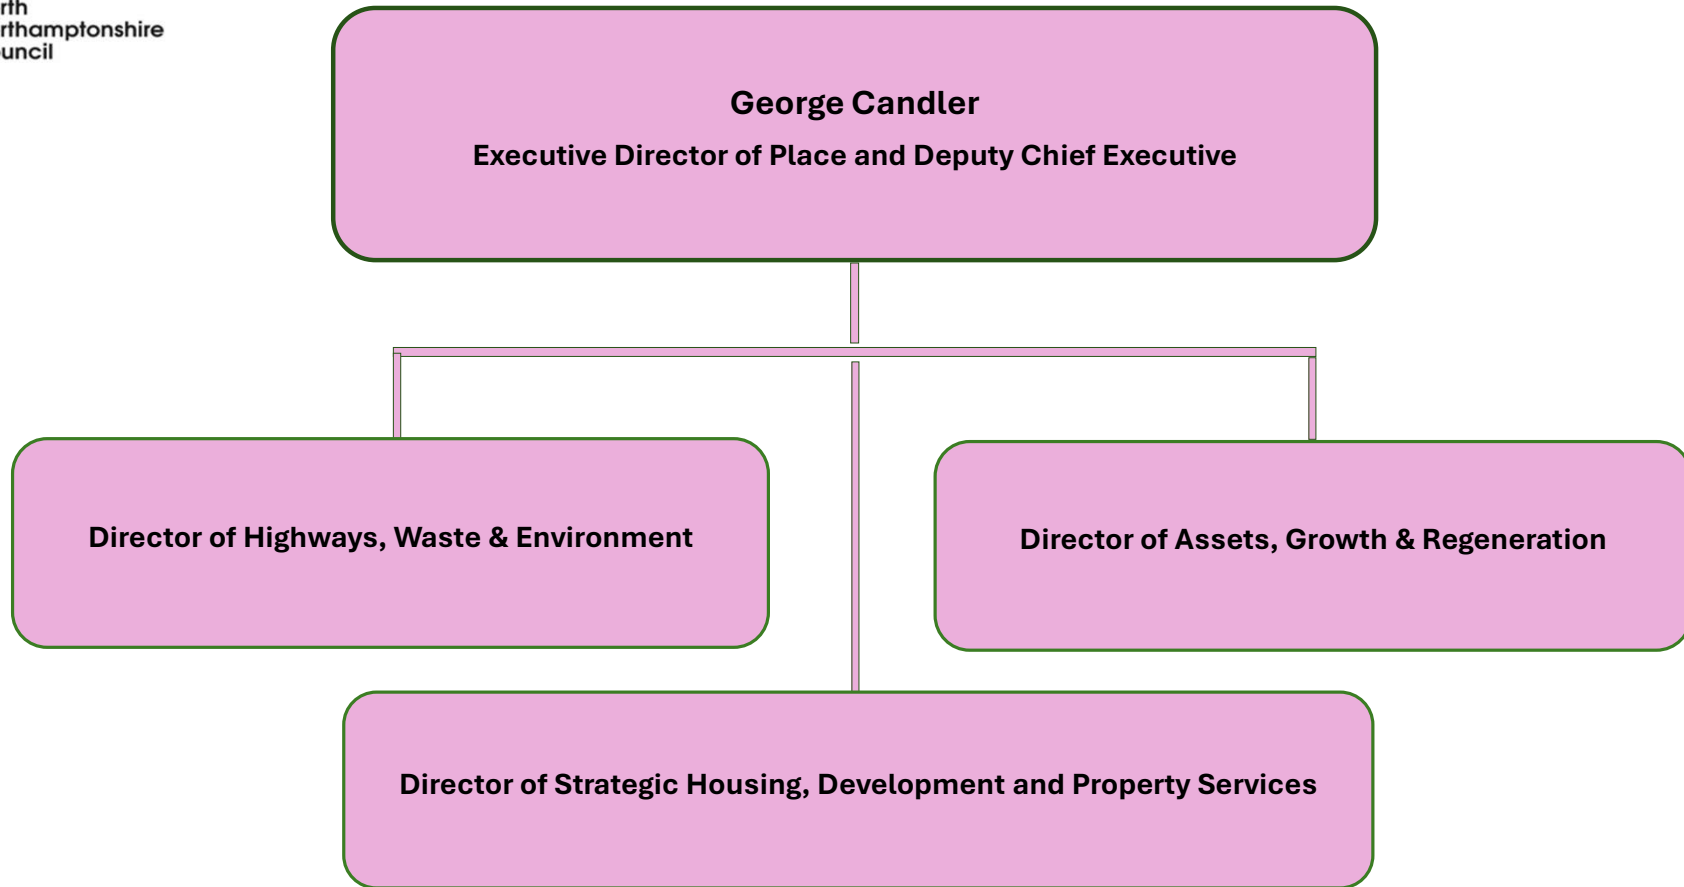 rth
rthamptonshire
uncil
George Candler
Executive Director of Place and Deputy Chief Executive
Director of Highways, Waste & Environment
Director of Assets, Growth & Regeneration
Director of Strategic Housing, Development and Property Services